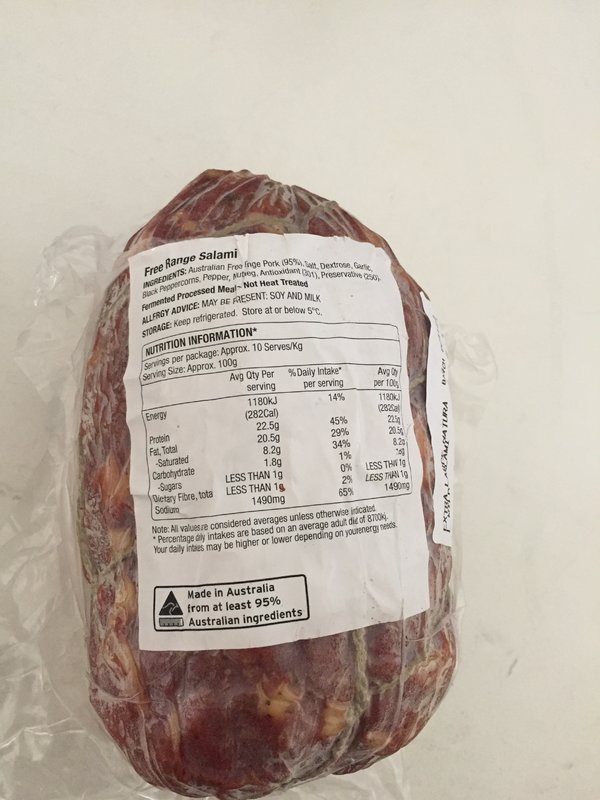 Free Range Salami
INGREDIENTS: Australian Free Range Pork (95%), Salt, Dextrose, Garlic,
Black Peppercorns, Pepper, Nutmeg, Antioxidant (301), Preservative (250).
Fermented Processed Meat - Not Heat Treated
ALLERGY ADVICE: MAY BE PRESENT: SOY AND MILK
STORAGE: Keep refrigerated. Store at or below 5°C.
NUTRITION INFORMATION*
Servings per package: Approx. 10 Serves/Kg
Serving Size: Approx. 100g
Avg Qty Per serving % Daily Intake* per serving Avg Qty per 100g
Energy 1180kJ 14% 1180kJ
(282Cal) (282Cal)
Protein 22.5g 45% 22.5g
Fat, Total 20.5g 29% 20.5g
-Saturated 8.2g 34% 8.2g
Carbohydrate 1.8g 1%
-Sugars LESS THAN 1g 0% LESS THAN 1g
Dietary Fibre, total LESS THAN 1g 2% LESS THAN 1g
Sodium 1490mg 65% 1490mg
Note: All values are considered averages unless otherwise indicated.
* Percentage daily intakes are based on an average adult diet of 8700kj.
Your daily intakes may be higher or lower depending on your energy needs.
Made in Australia
from at least 95%
Australian ingredients